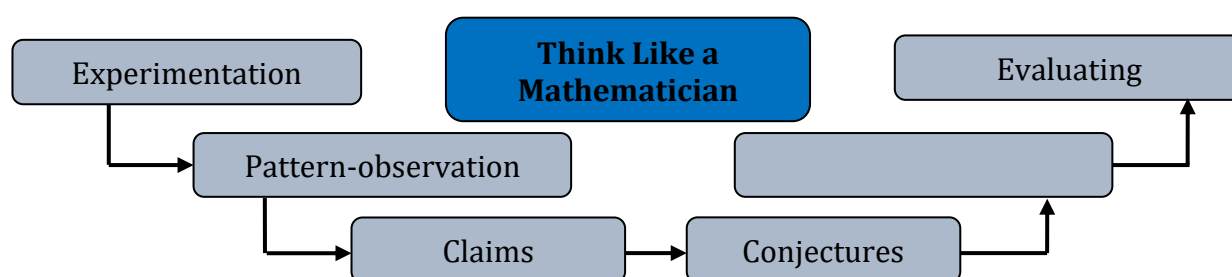 Experimentation
Think Like a
Mathematician
Evaluating
Pattern-observation
Claims
Conjectures